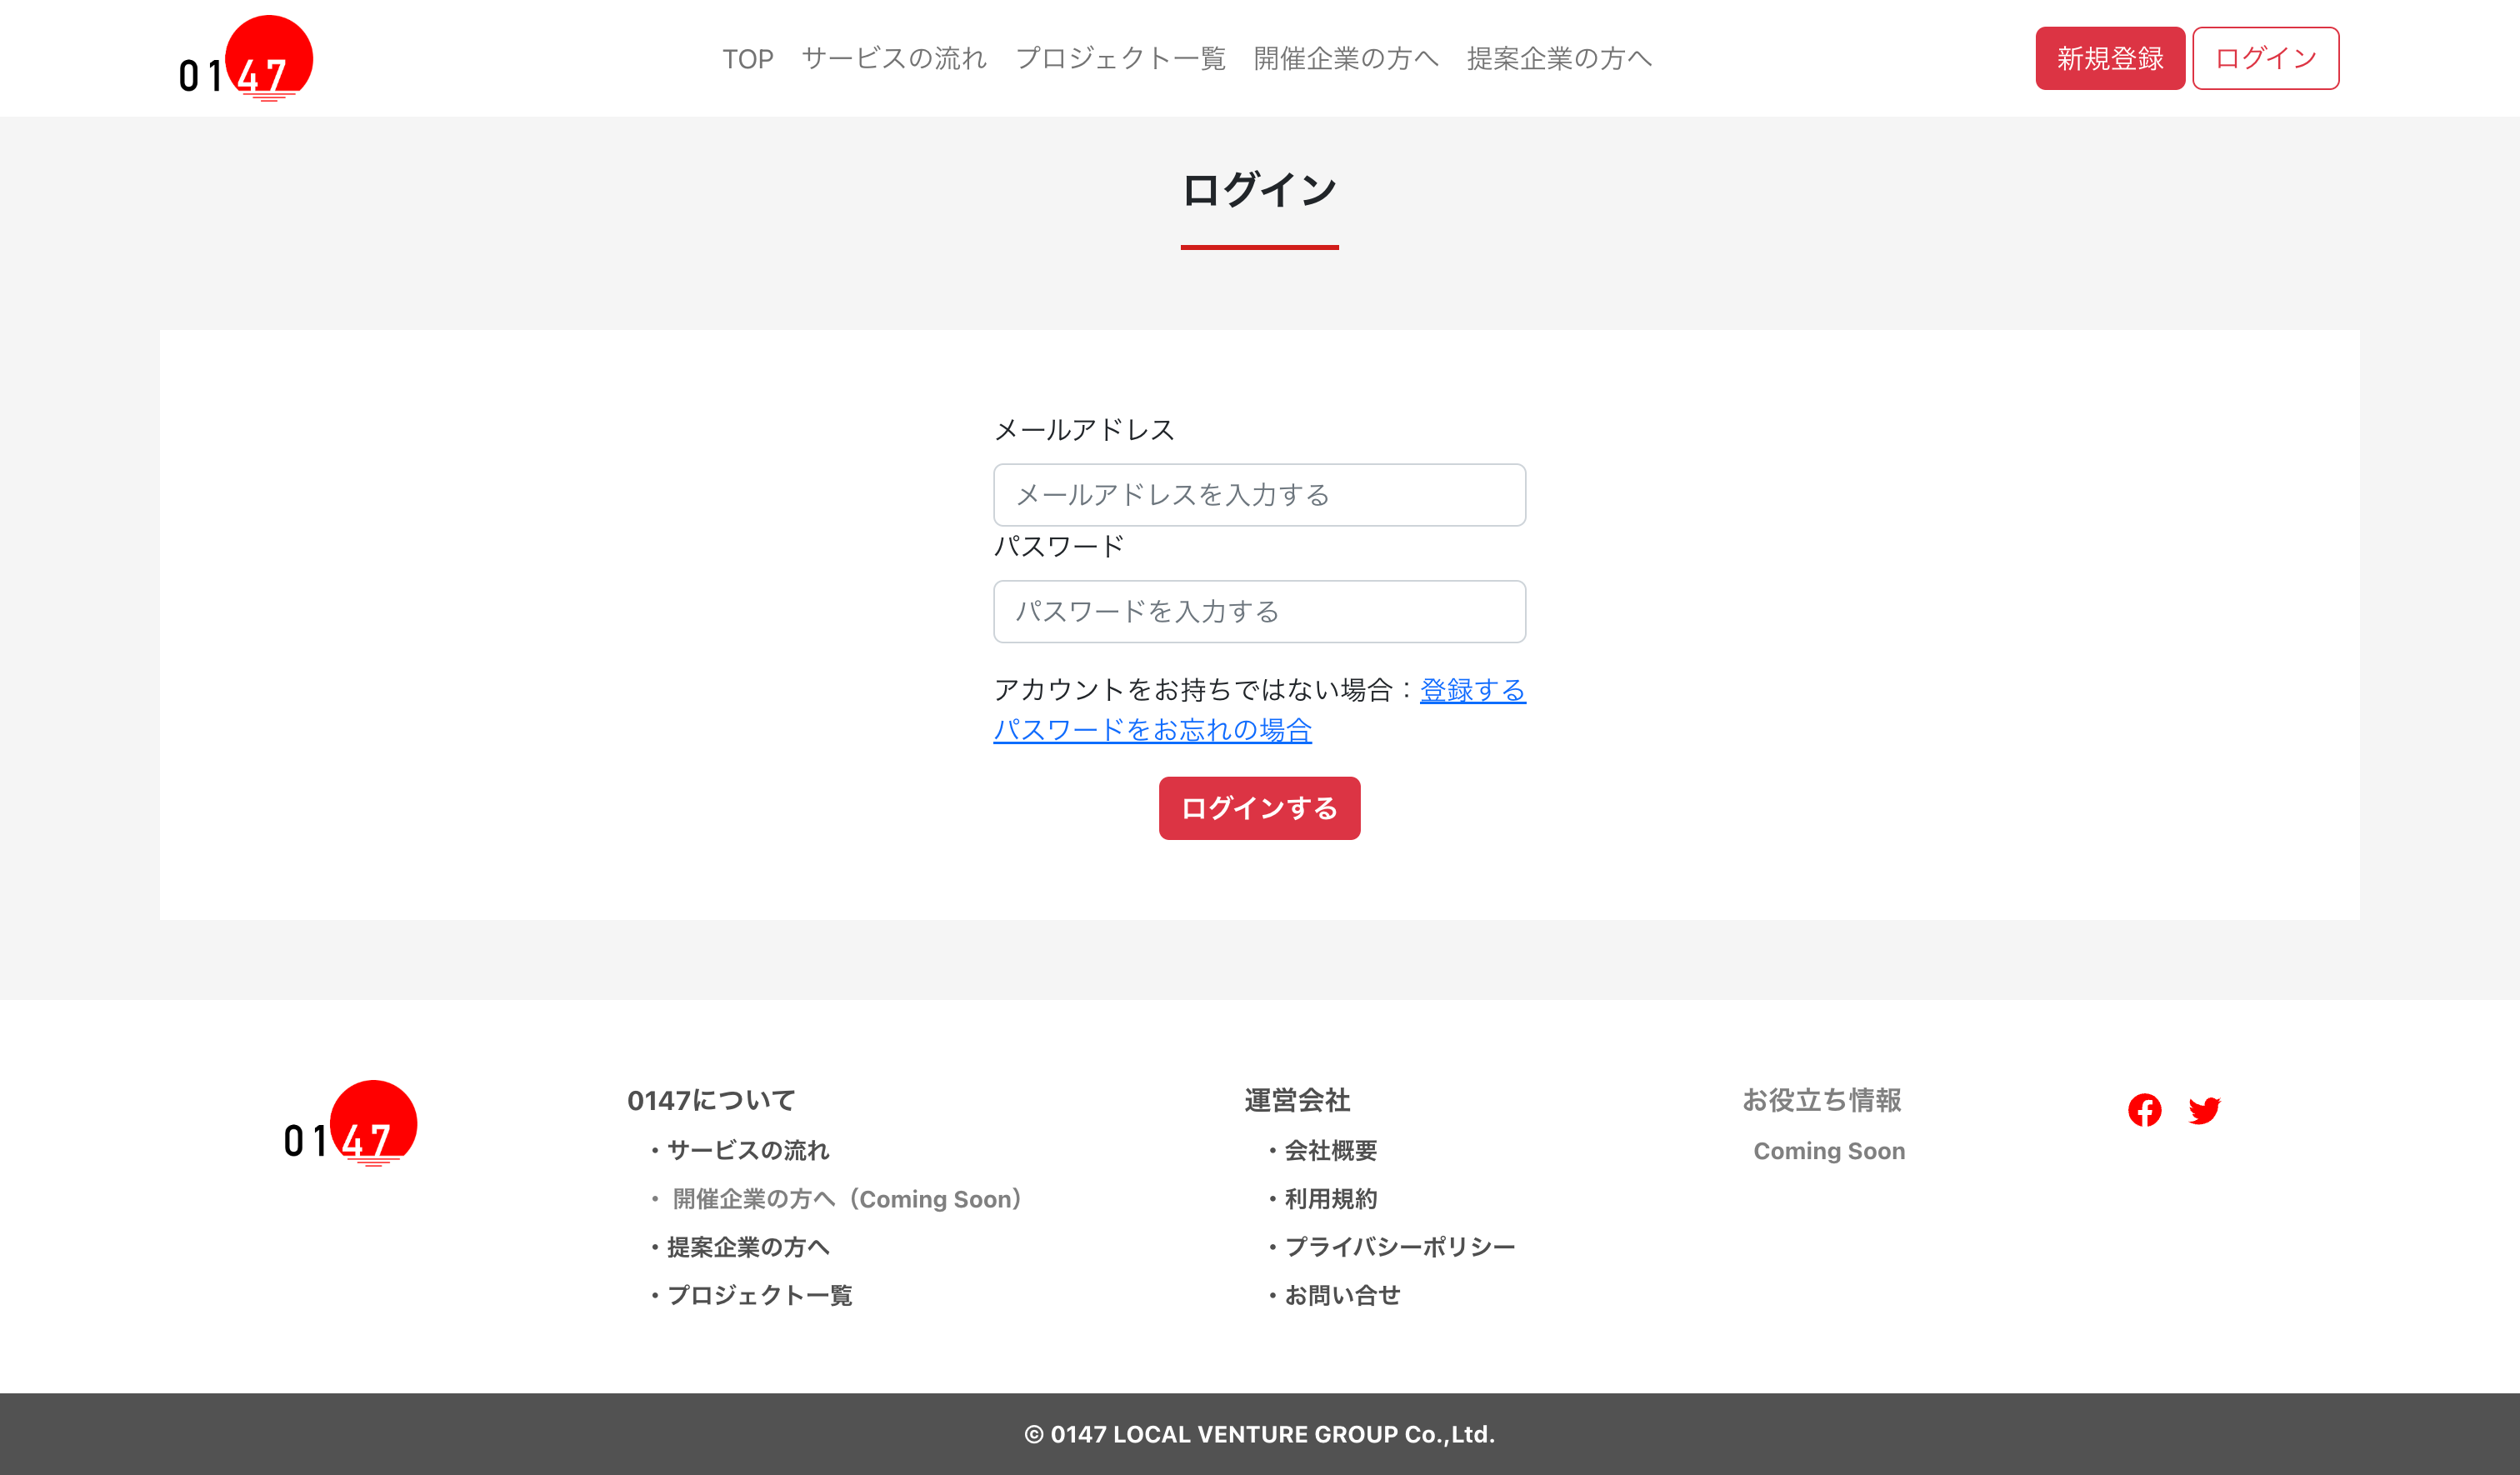 0147
TOP サービスの流れ プロジェクト一覧 開催企業の方へ 提案企業の方へ
新規登録 ログイン
ログイン
メールアドレス
メールアドレスを入力する
パスワード
パスワードを入力する
アカウントをお持ちではない場合：登録する
パスワードをお忘れの場合
ログインする
0147
0147について
・サービスの流れ
・ 開催企業の方へ（Coming Soon）
・提案企業の方へ
・プロジェクト一覧
運営会社
・会社概要
・利用規約
・プライバシーポリシー
・お問い合せ
お役立ち情報
Coming Soon
© 0147 LOCAL VENTURE GROUP Co.,Ltd.